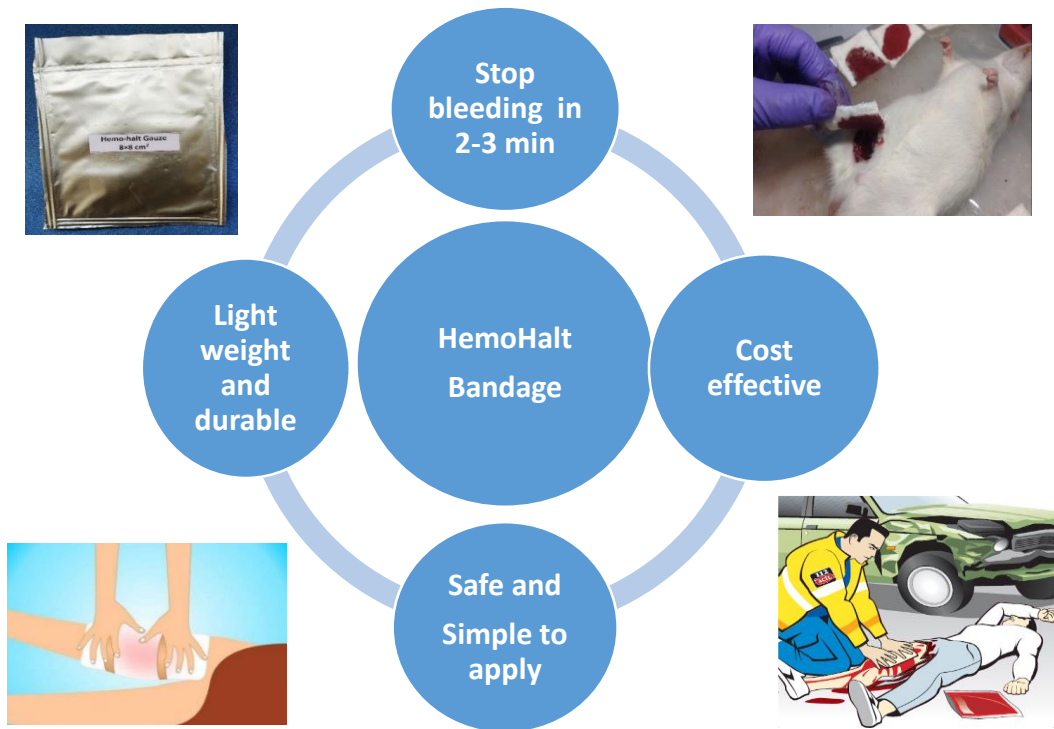 Stop
bleeding in
2-3 min
Hemo-halt Gauze
8×8 cm²
Light
weight
and
durable
HemoHalt
Bandage
Cost
effective
Safe and
Simple to
apply